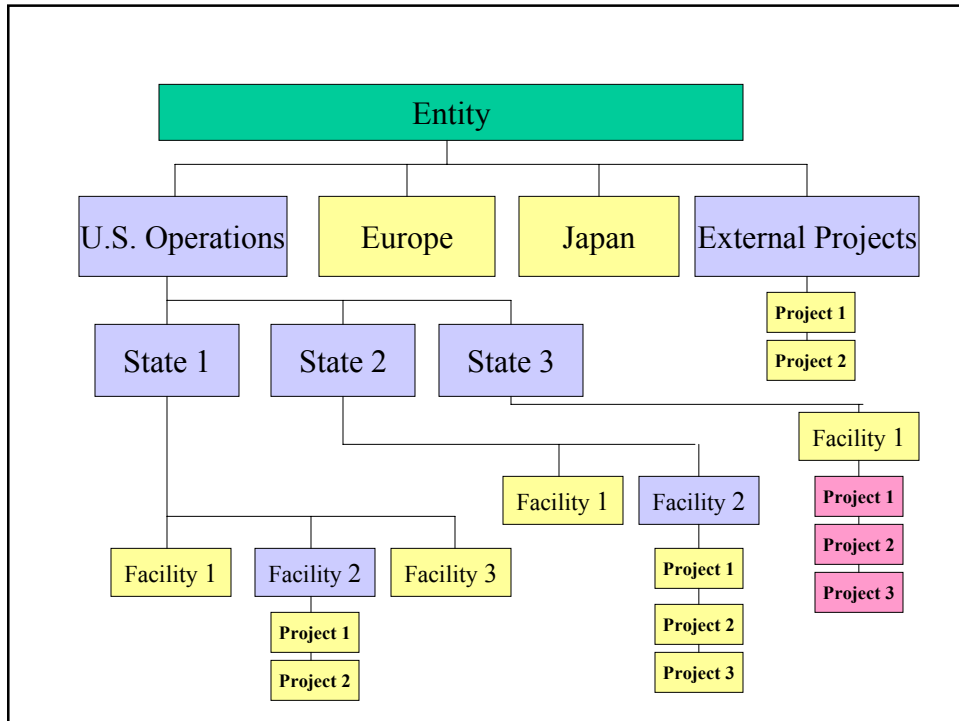 Entity
U.S. Operations
Europe
Japan
External Projects
Project 1
Project 2
State 1
State 2
State 3
Facility 1
Facility 1
Facility 2
Project 1
Project 2
Project 3
Facility 1
Facility 2
Facility 3
Project 1
Project 2
Project 3
Project 1
Project 2